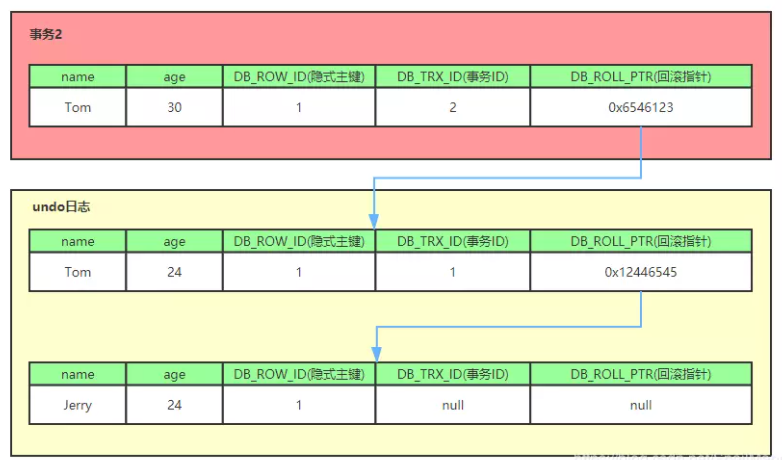 事务2
name age DB_ROW_ID(隐式主键) DB_TRX_ID(事务ID) DB_ROLL_PTR(回滚指针)
Tom 30 1 2 0x6546123
undo日志
name age DB_ROW_ID(隐式主键) DB_TRX_ID(事务ID) DB_ROLL_PTR(回滚指针)
Tom 24 1 1 0x12446545
name age DB_ROW_ID(隐式主键) DB_TRX_ID(事务ID) DB_ROLL_PTR(回滚指针)
Jerry 24 1 null null